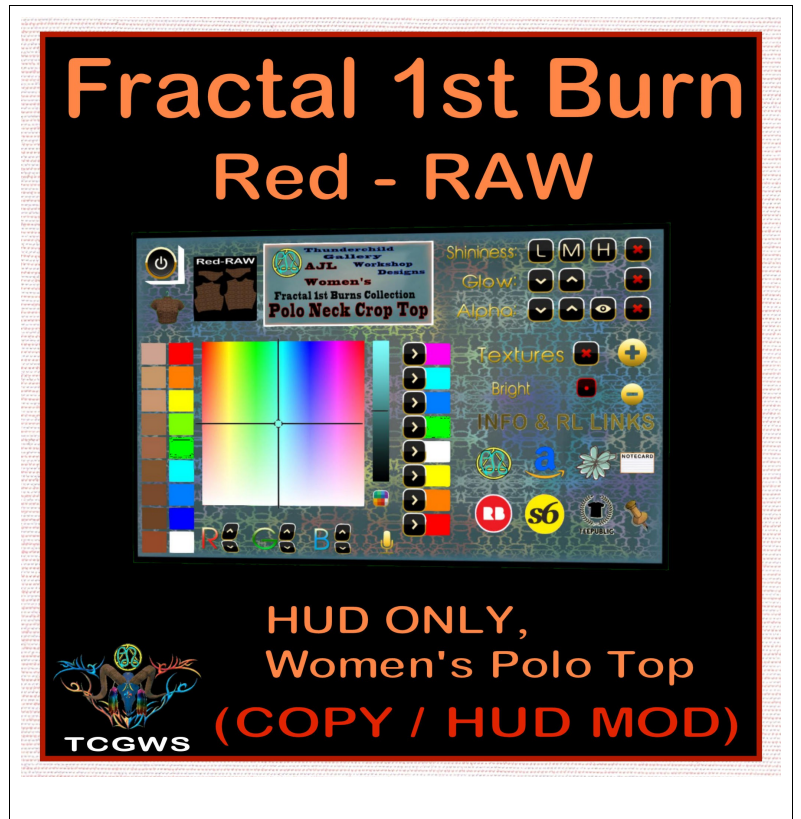 Fractal 1st Burn
Red - RAW
Red-RAW
Thunderchild
Gallery
AJL Workshop
Designs
Women's
Fractal 1st Burns Collection
Polo Neck Crop Top
Shininess: L M H
Glow:
Alpha:
Textures
Bright
INFO & RL LINKS
a
NOTECARD
RB
s6
TEEPUBLIC
R G B
HUD ONLY,
Women's Polo Top
(COPY / HUD MOD)
TCGWS